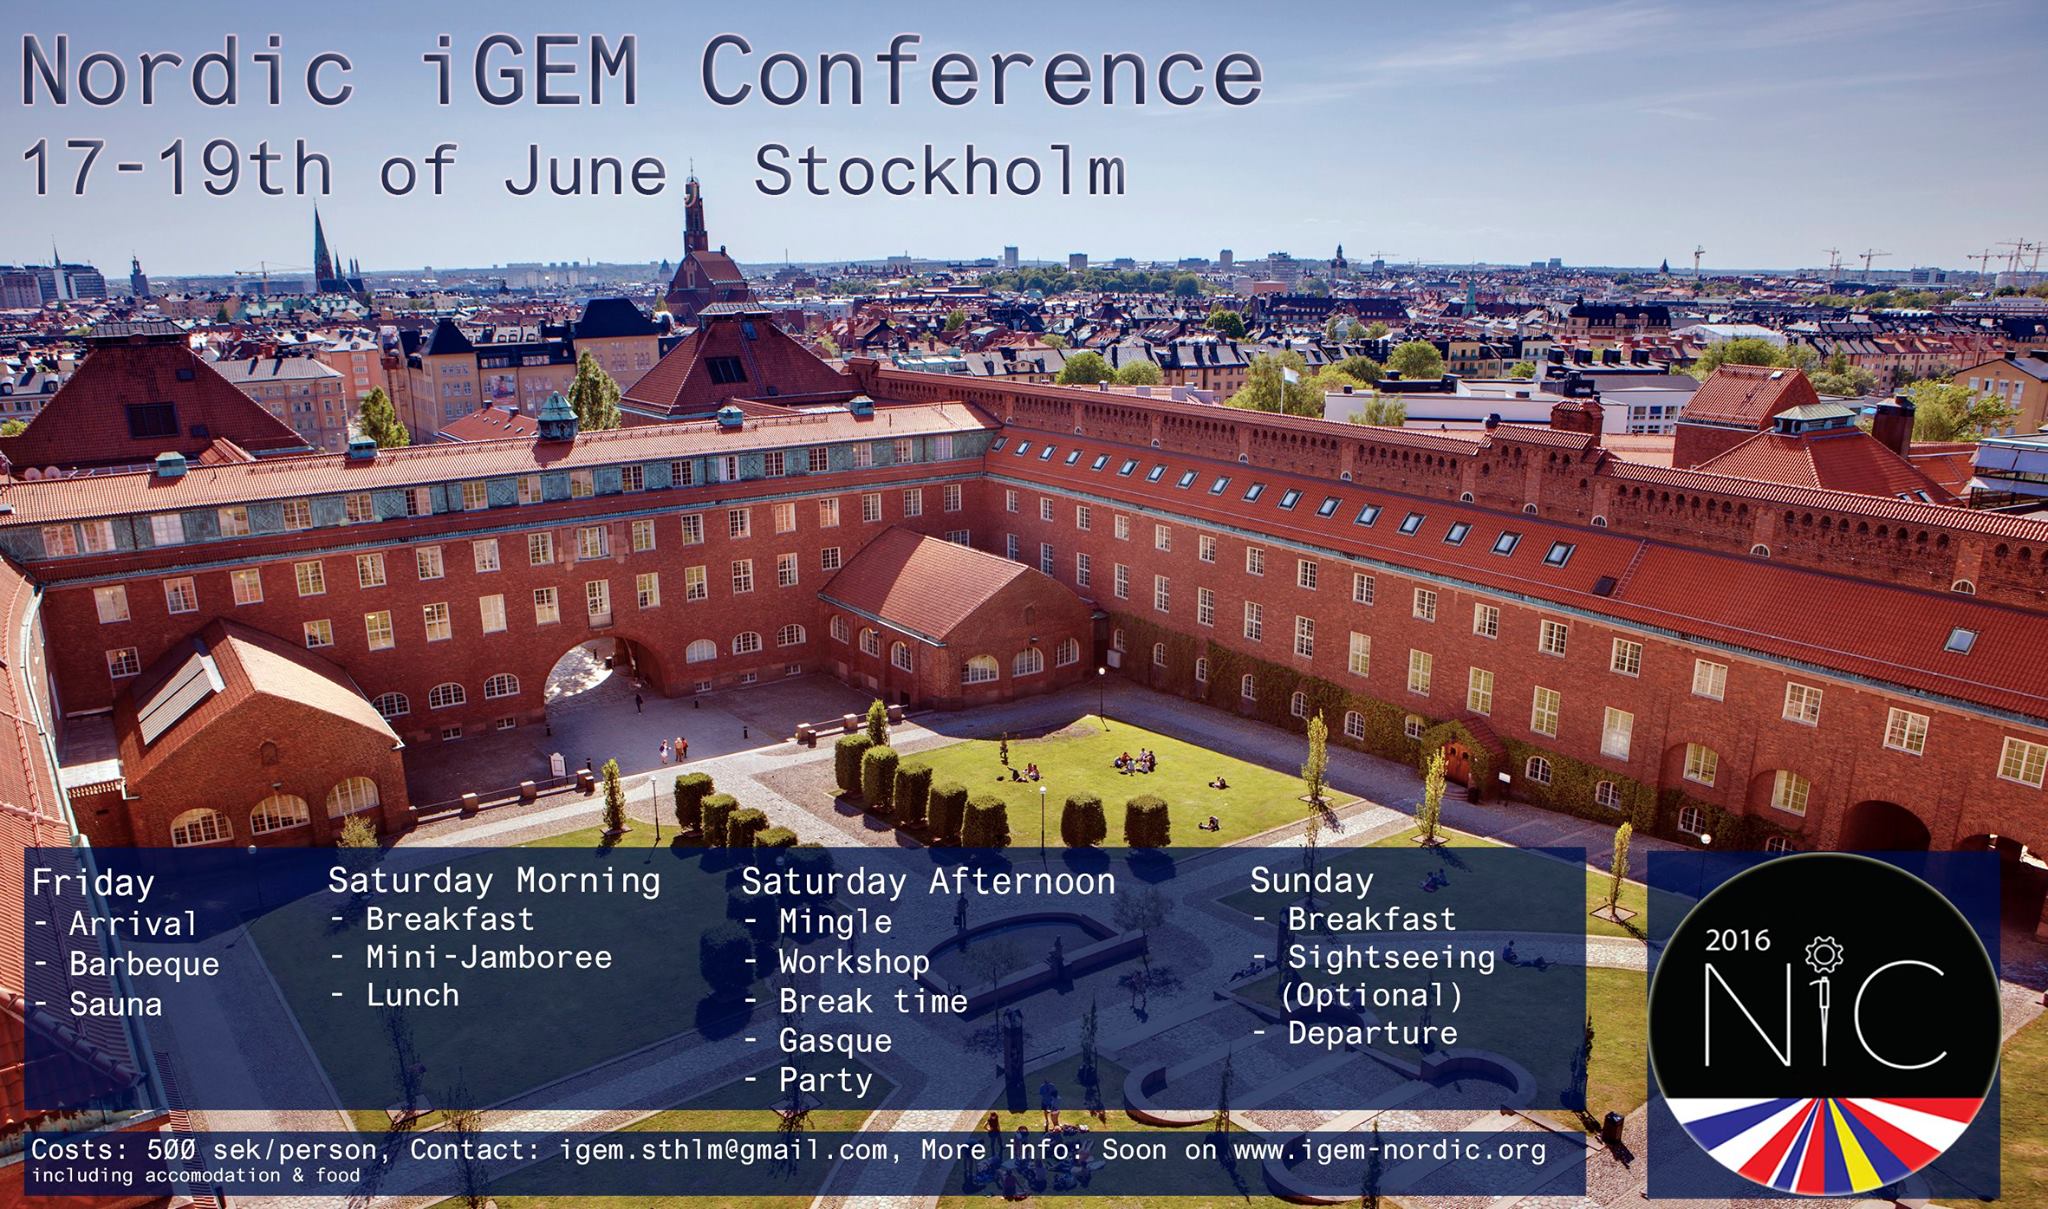 Nordic iGEM Conference
17-19th of June  Stockholm
Friday
- Arrival
- Barbeque
- Sauna
Saturday Morning
- Breakfast
- Mini-Jamboree
- Lunch
Saturday Afternoon
- Mingle
- Workshop
- Break time
- Gasque
- Party
Sunday
- Breakfast
- Sightseeing
(Optional)
- Departure
Costs: 500 sek/person, Contact: igem.sthlm@gmail.com, More info: Soon on www.igem-nordic.org
including accomodation & food
2016
NiC